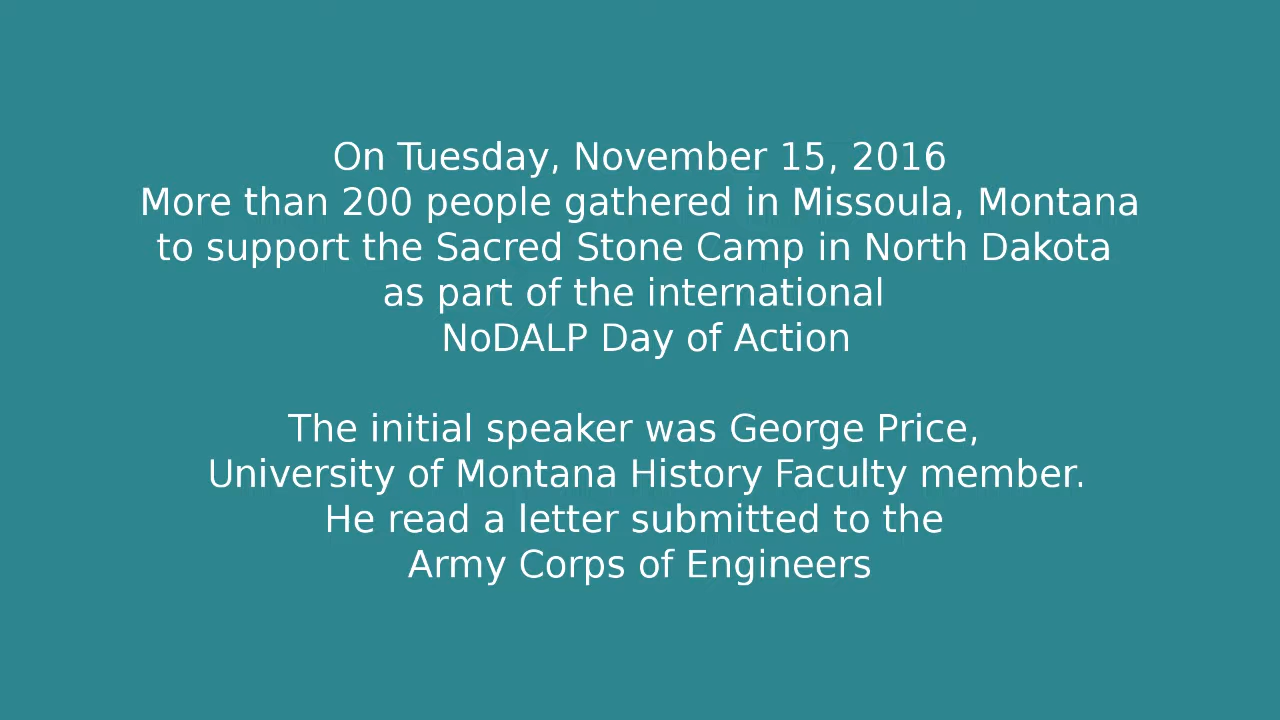 On Tuesday, November 15, 2016
More than 200 people gathered in Missoula, Montana
to support the Sacred Stone Camp in North Dakota
as part of the international
NoDALP Day of Action
The initial speaker was George Price,
University of Montana History Faculty member.
He read a letter submitted to the
Army Corps of Engineers